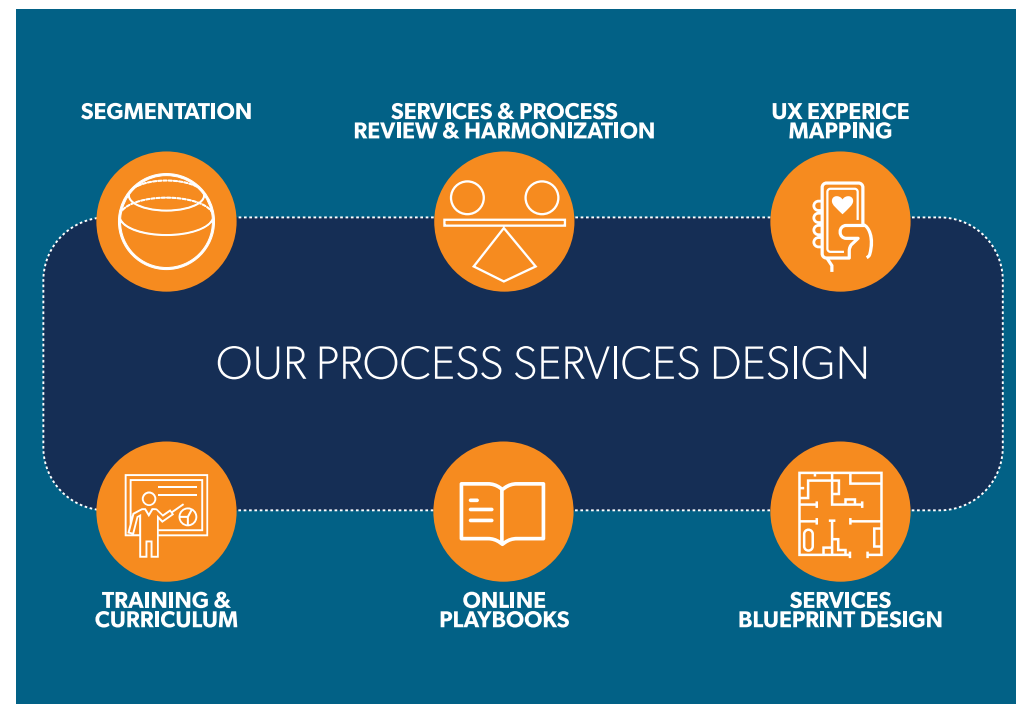 SEGMENTATION
SERVICES & PROCESS
REVIEW & HARMONIZATION
UX EXPERICE
MAPPING
OUR PROCESS SERVICES DESIGN
TRAINING &
CURRICULUM
ONLINE
PLAYBOOKS
SERVICES
BLUEPRINT DESIGN